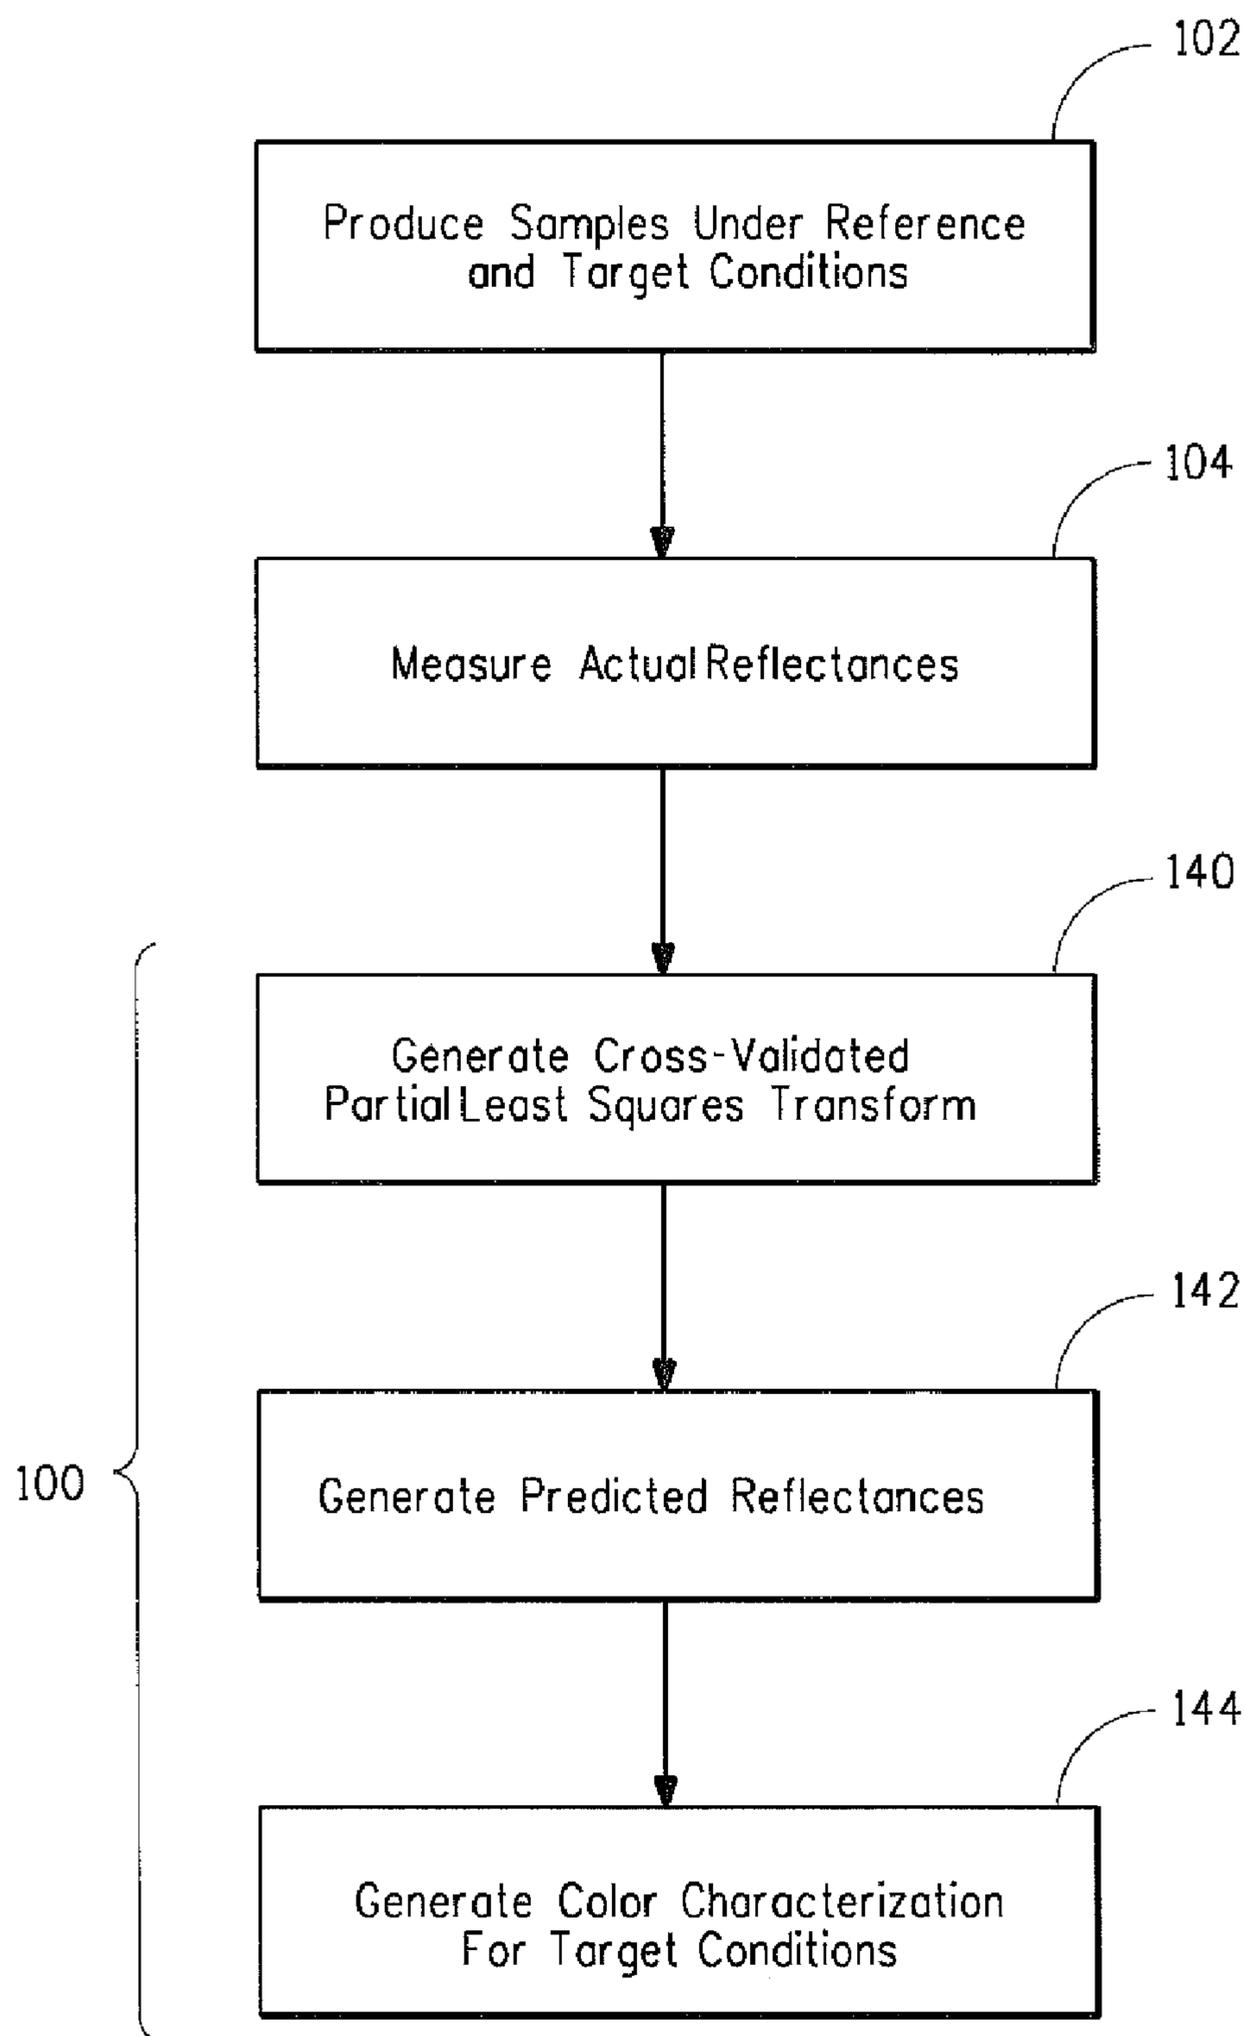 102
Produce Samples Under Reference
and Target Conditions
104
Measure Actual Reflectances
140
Generate Cross-Validated
Partial Least Squares Transform
142
100
Generate Predicted Reflectances
144
Generate Color Characterization
For Target Conditions